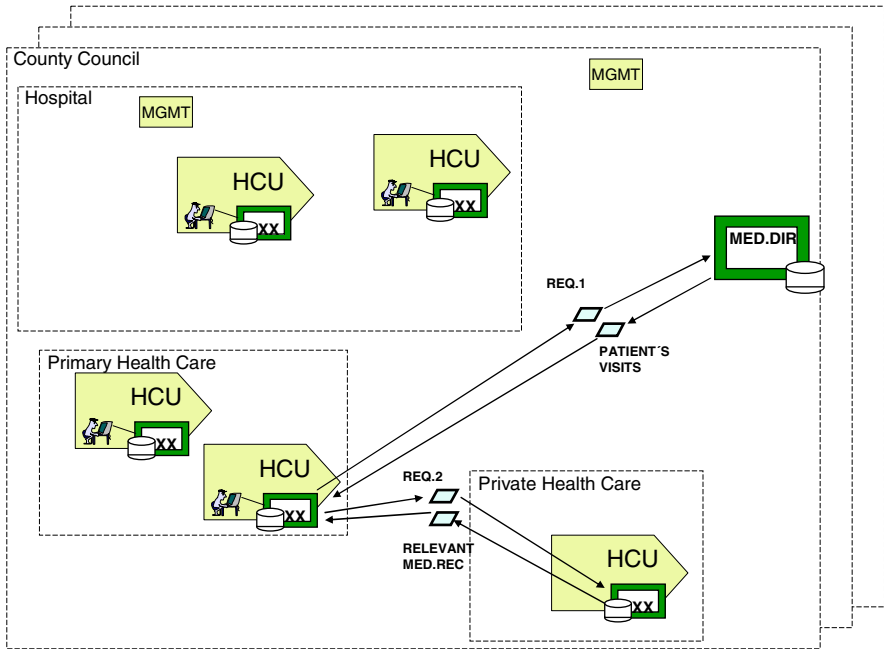 County Council
MGMT
Hospital
MGMT
HCU
XX
HCU
XX
MED.DIR
REQ.1
PATIENT´S
VISITS
Primary Health Care
HCU
XX
HCU
XX
REQ.2
RELEVANT
MED.REC
Private Health Care
HCU
XX